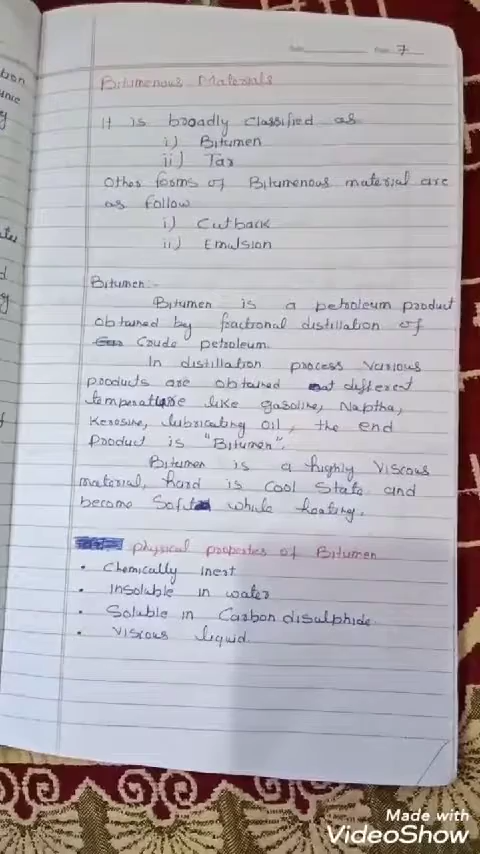 Date Page 7
Bitumenous Materials
It is broadly classified as
i) Bitumen
ii) Tar
Other forms of Bitumenous material are
as follow
i) Cutback
ii) Emulsion
Bitumen :-
Bitumen is a petroleum product
obtained by fractional distillation of
Crude petroleum.
In distillation process various
products are obtained at different
temperature like gasoline, Naptha,
Kerosine, lubricating oil, the end
product is "Bitumen".
Bitumen is a highly viscous
material, hard is cool state and
become Soft while heating.
physical properties of Bitumen
• Chemically inert
• Insoluble in water
• Soluble in Carbon disulphide.
• Viscous liquid.
Made with
VideoShow